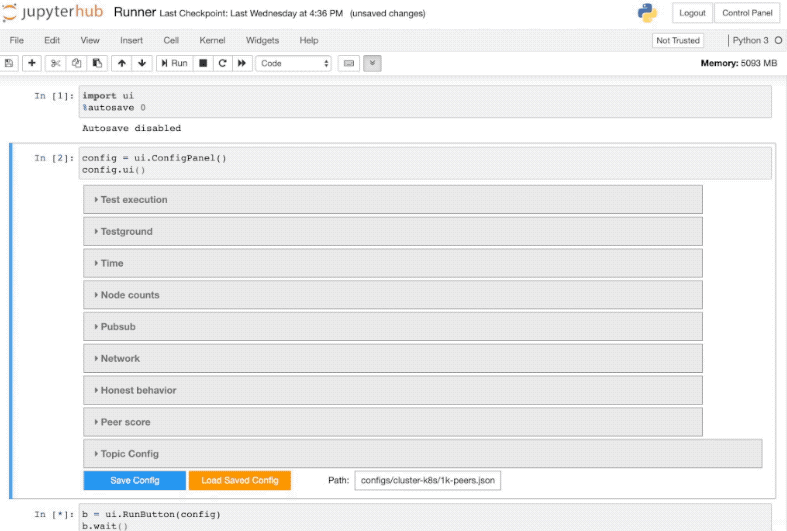 jupyterhub Runner Last Checkpoint: Last Wednesday at 4:36 PM (unsaved changes) Logout Control Panel
File Edit View Insert Cell Kernel Widgets Help Not Trusted Python 3
Run Code Memory: 5093 MB
In [1]: import ui
%autosave 0
Autosave disabled
In [2]: config = ui.ConfigPanel()
config.ui()
Test execution
Testground
Time
Node counts
Pubsub
Network
Honest behavior
Peer score
Topic Config
Save Config Load Saved Config Path: configs/cluster-k8s/1k-peers.json
In [*]: b = ui.RunButton(config)
b.wait()